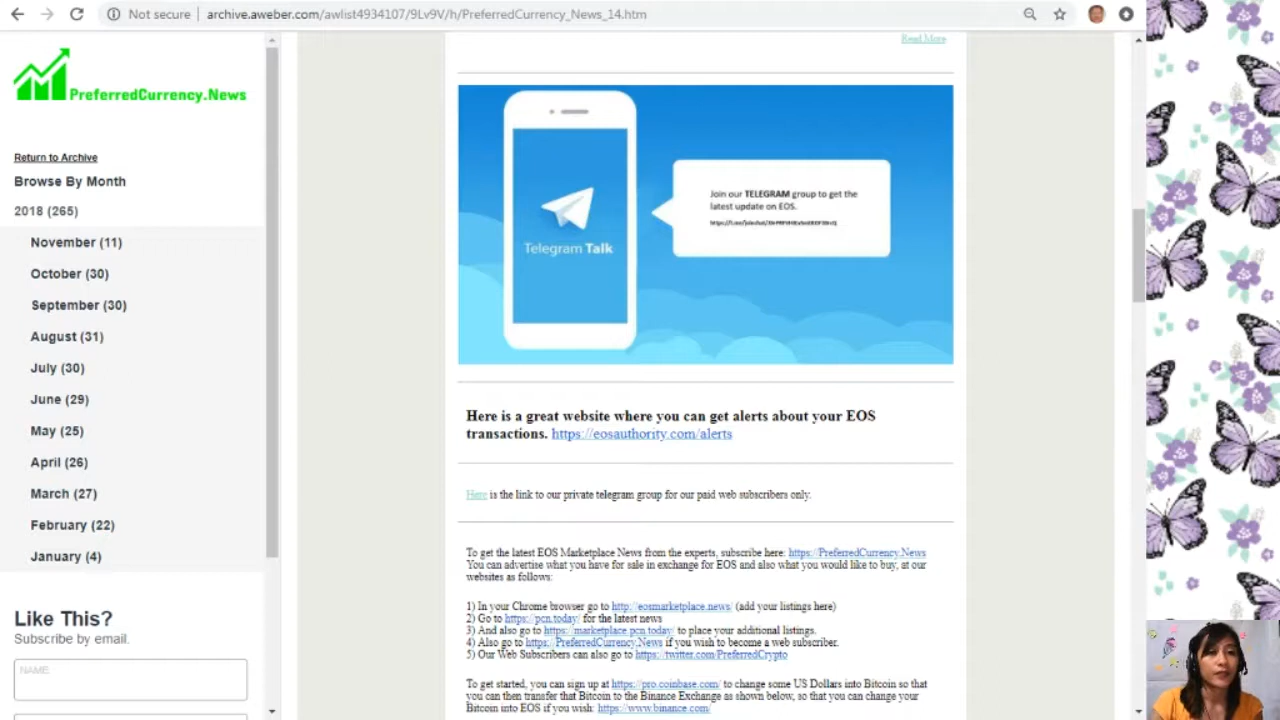 Not secure
archive.aweber.com/awlist4934107/9Lv9V/h/PreferredCurrency_News_14.htm
PreferredCurrency.News
Return to Archive
Browse By Month
2018 (265)
November (11)
October (30)
September (30)
August (31)
July (30)
June (29)
May (25)
April (26)
March (27)
February (22)
January (4)
Like This?
Subscribe by email.
NAME:
Read More
Telegram Talk
Join our TELEGRAM group to get the
latest update on EOS.
Here is a great website where you can get alerts about your EOS
transactions. https://eosauthority.com/alerts
Here is the link to our private telegram group for our paid web subscribers only.
To get the latest EOS Marketplace News from the experts, subscribe here: https://PreferredCurrency.News
You can advertise what you have for sale in exchange for EOS and also what you would like to buy, at our
websites as follows:
1) In your Chrome browser go to http://eosmarketplace.news/ (add your listings here)
2) Go to https://pcn.today/ for the latest news
3) And also go to https://marketplace.pcn.today/ to place your additional listings.
4) Also go to https://PreferredCurrency.News if you wish to become a web subscriber.
5) Our Web Subscribers can also go to https://twitter.com/PreferredCrypto
To get started, you can sign up at https://pro.coinbase.com/ to change some US Dollars into Bitcoin so that
you can then transfer that Bitcoin to the Binance Exchange as shown below, so that you can change your
Bitcoin into EOS if you wish: https://www.binance.com/